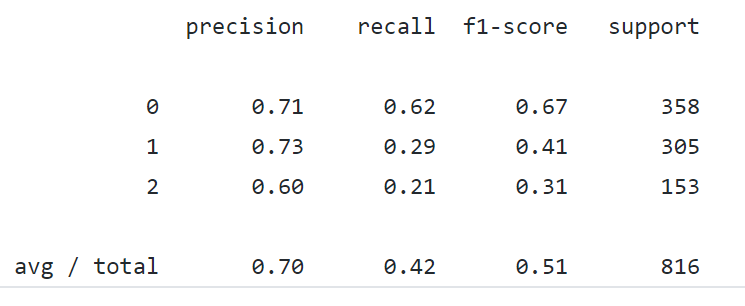 precision recall f1-score support
0 0.71 0.62 0.67 358
1 0.73 0.29 0.41 305
2 0.60 0.21 0.31 153
avg / total 0.70 0.42 0.51 816